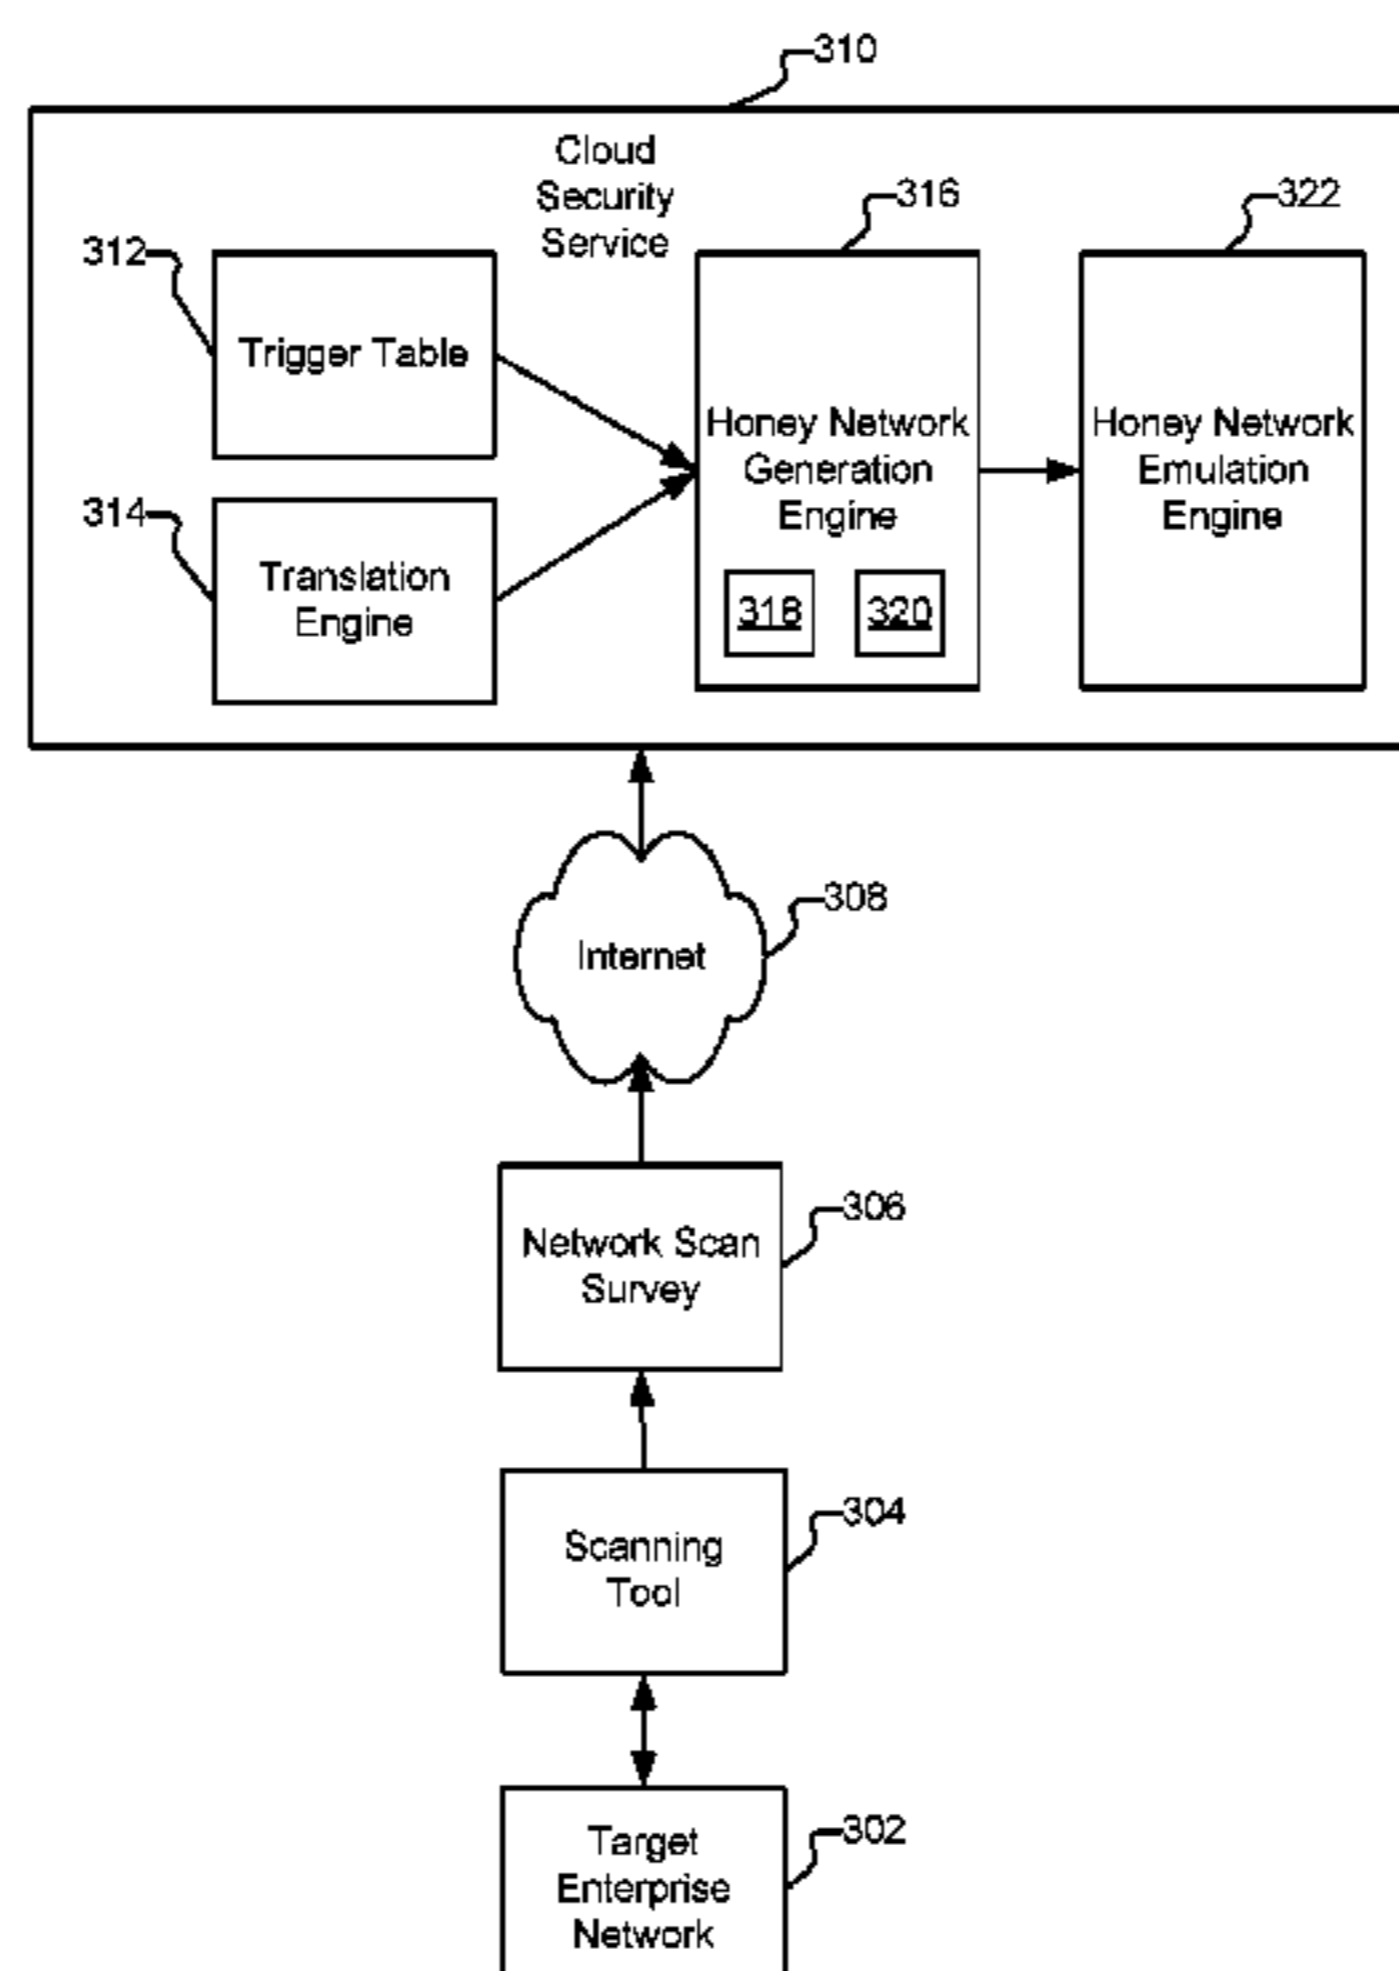 310
Cloud
Security
Service
316
322
312
Trigger Table
Honey Network
Generation
Engine
Honey Network
Emulation
Engine
314
Translation
Engine
318
320
308
Internet
306
Network Scan
Survey
304
Scanning
Tool
302
Target
Enterprise
Network